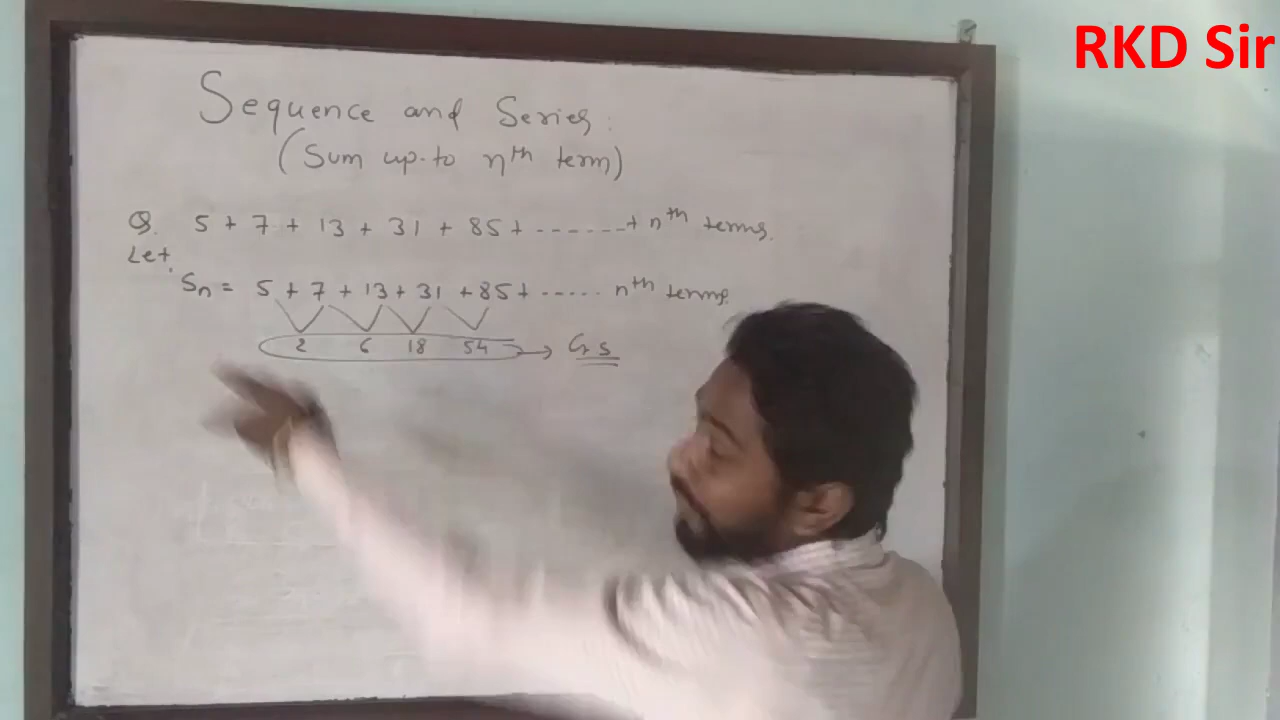 RKD Sir
Sequence and Series:
(Sum up-to nth term)
Q. 5 + 7 + 13 + 31 + 85 + ------- + nth terms.
Let,
Sn = 5 + 7 + 13 + 31 + 85 + ..... nth terms.
2 6 18 54 → G.S